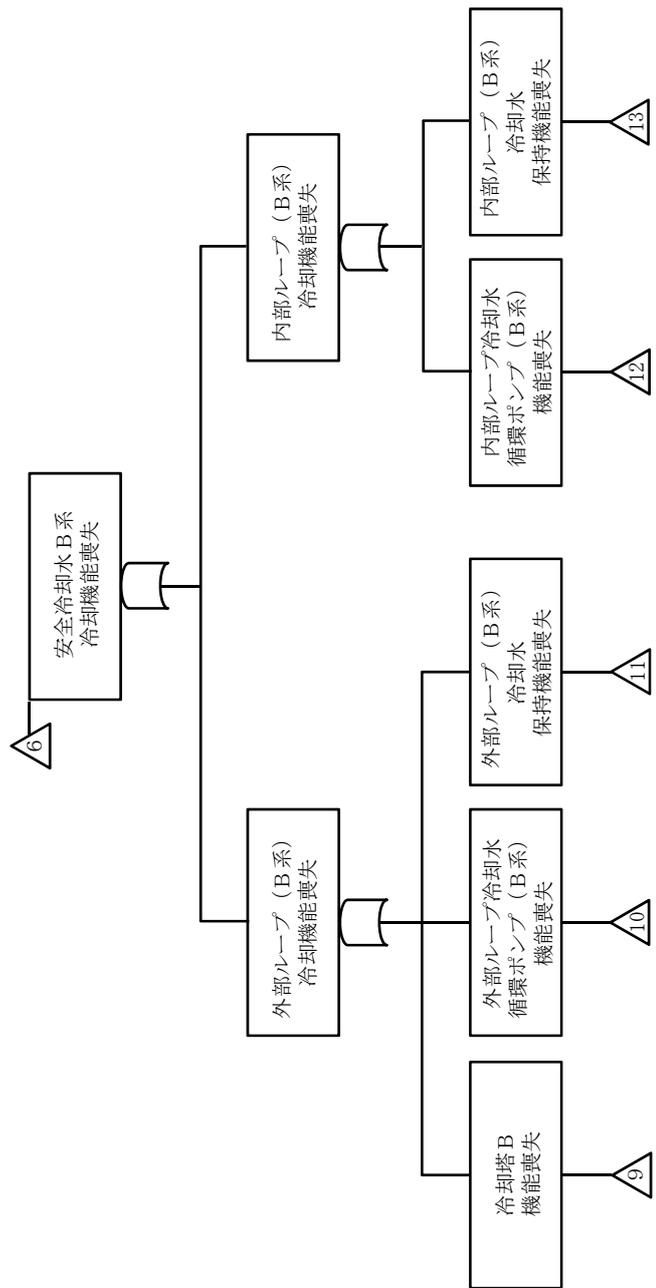 6
安全冷却水B系
冷却機能喪失
外部ループ（B系）
冷却機能喪失
内部ループ（B系）
冷却機能喪失
冷却塔B
機能喪失
外部ループ冷却水
循環ポンプ（B系）
機能喪失
外部ループ（B系）
冷却水
保持機能喪失
内部ループ冷却水
循環ポンプ（B系）
機能喪失
内部ループ（B系）
冷却水
保持機能喪失
9
10
11
12
13